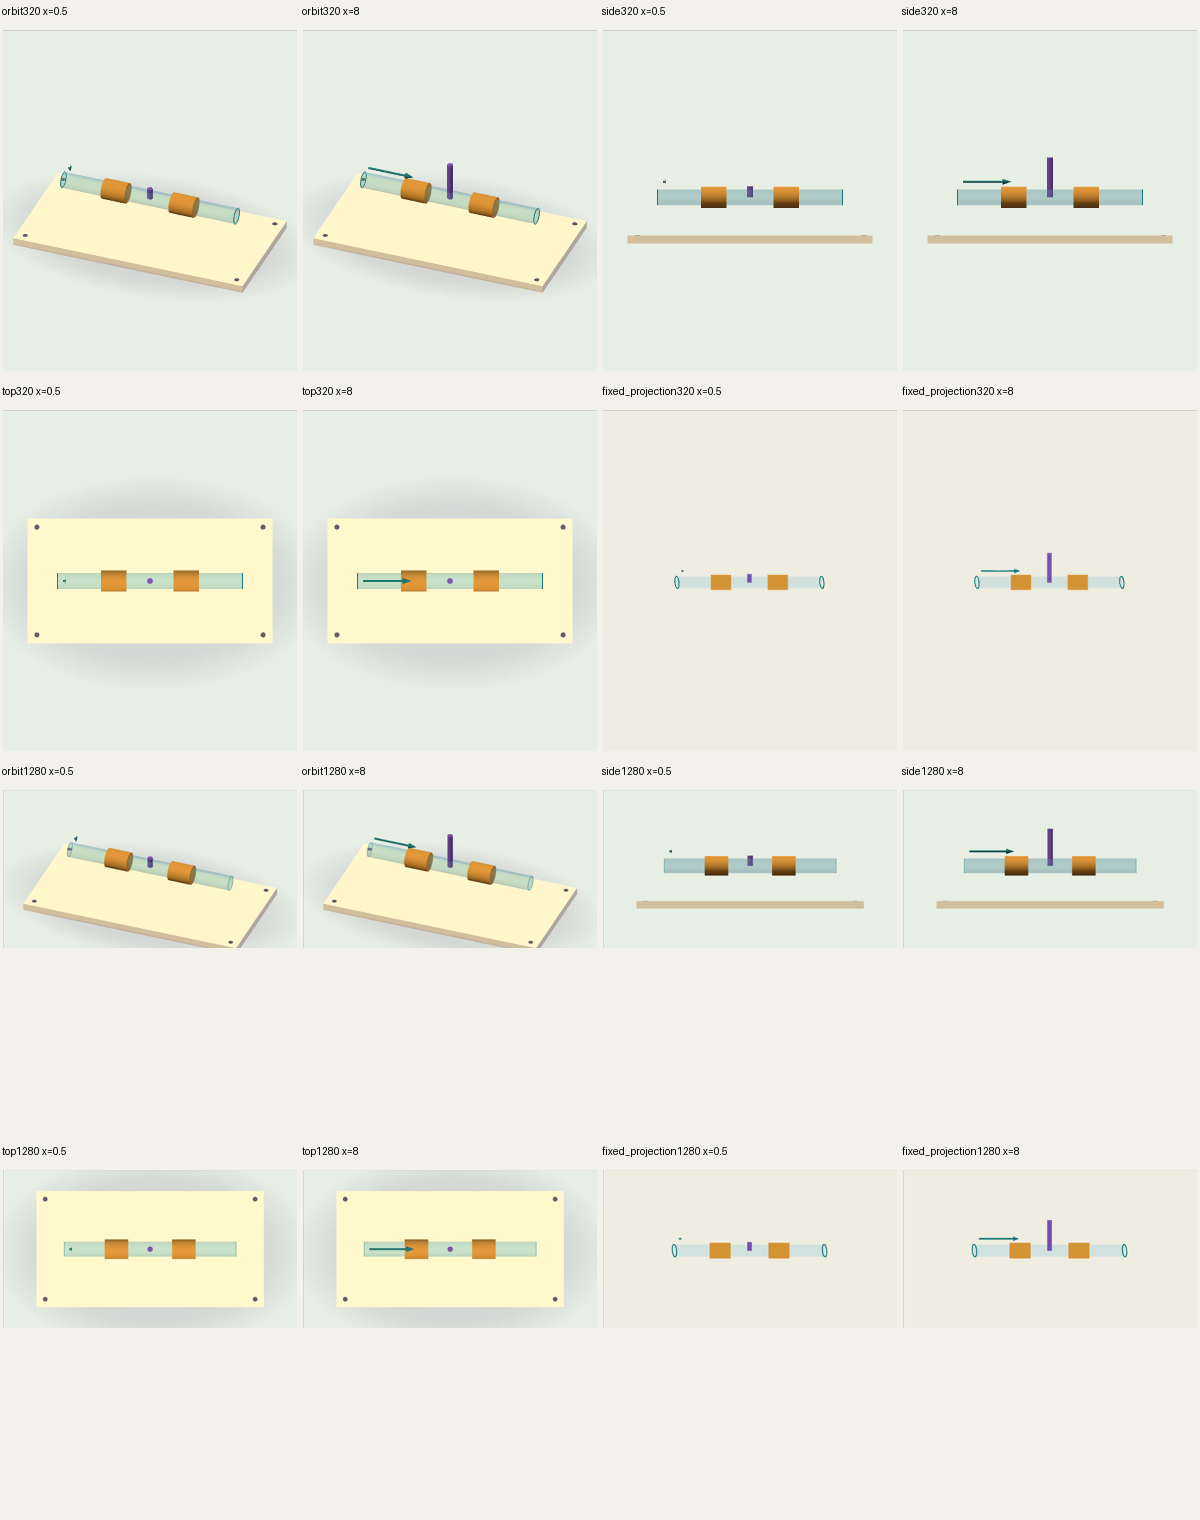 orbit320 x=0.5
orbit320 x=8
side320 x=0.5
side320 x=8
top320 x=0.5
top320 x=8
fixed_projection320 x=0.5
fixed_projection320 x=8
orbit1280 x=0.5
orbit1280 x=8
side1280 x=0.5
side1280 x=8
top1280 x=0.5
top1280 x=8
fixed_projection1280 x=0.5
fixed_projection1280 x=8